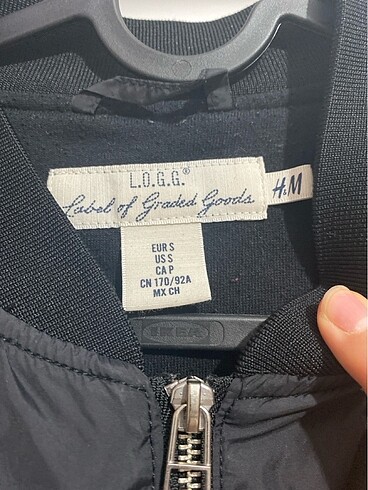 L.O.G.G.®
Label of Graded Goods
H&M
EUR S
US S
CA P
CN 170/92A
MX CH
IKEA